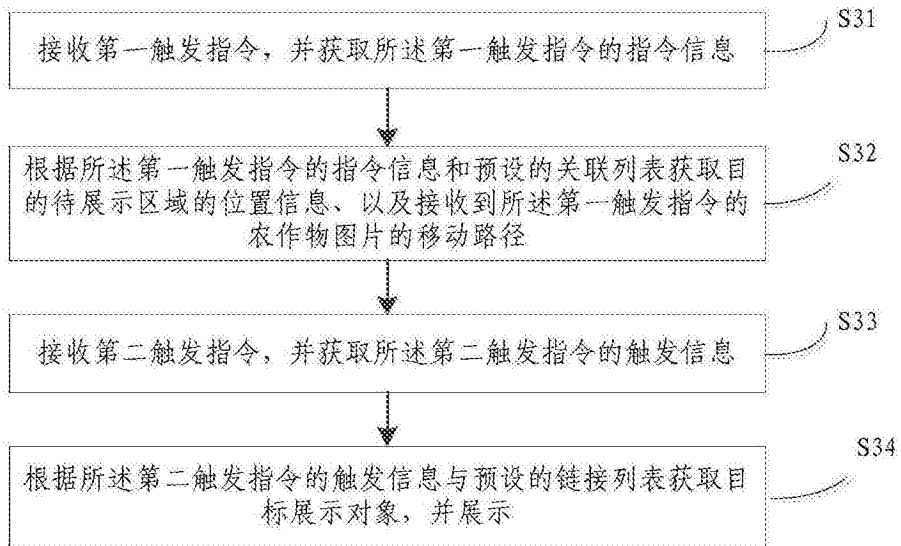 S31
接收第一触发指令，并获取所述第一触发指令的指令信息
S32
根据所述第一触发指令的指令信息和预设的关联列表获取目
的待展示区域的位置信息、以及接收到所述第一触发指令的
农作物图片的移动路径
S33
接收第二触发指令，并获取所述第二触发指令的触发信息
S34
根据所述第二触发指令的触发信息与预设的链接列表获取目
标展示对象，并展示